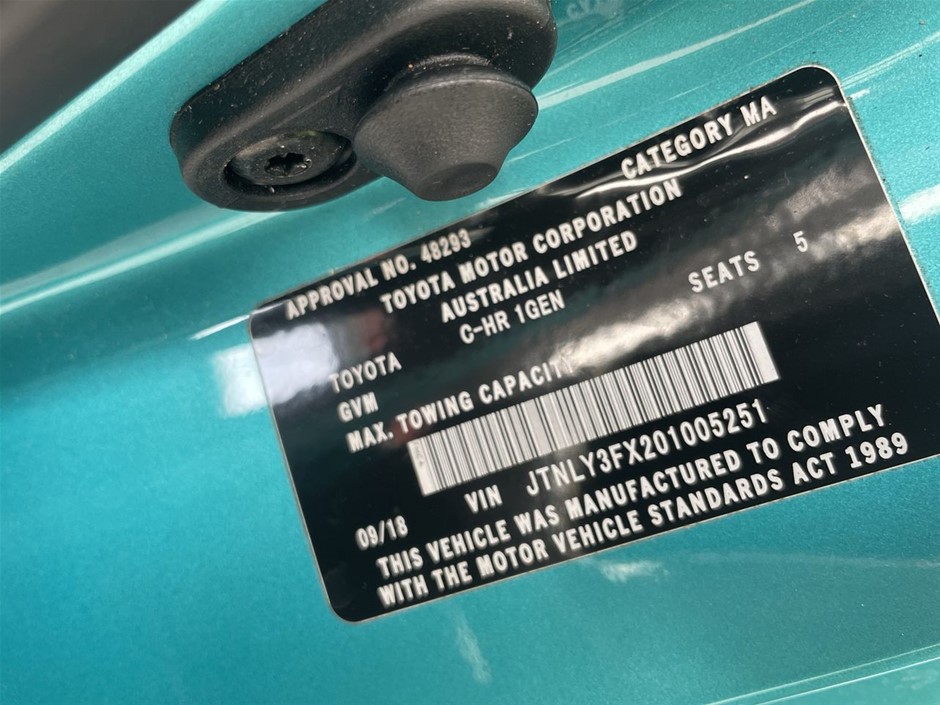 APPROVAL NO. 48293 CATEGORY MA
TOYOTA MOTOR CORPORATION
AUSTRALIA LIMITED
TOYOTA C-HR 1GEN
GVM SEATS 5
MAX. TOWING CAPACITY
09/18 VIN JTNLY3FX201005251
THIS VEHICLE WAS MANUFACTURED TO COMPLY
WITH THE MOTOR VEHICLE STANDARDS ACT 1989